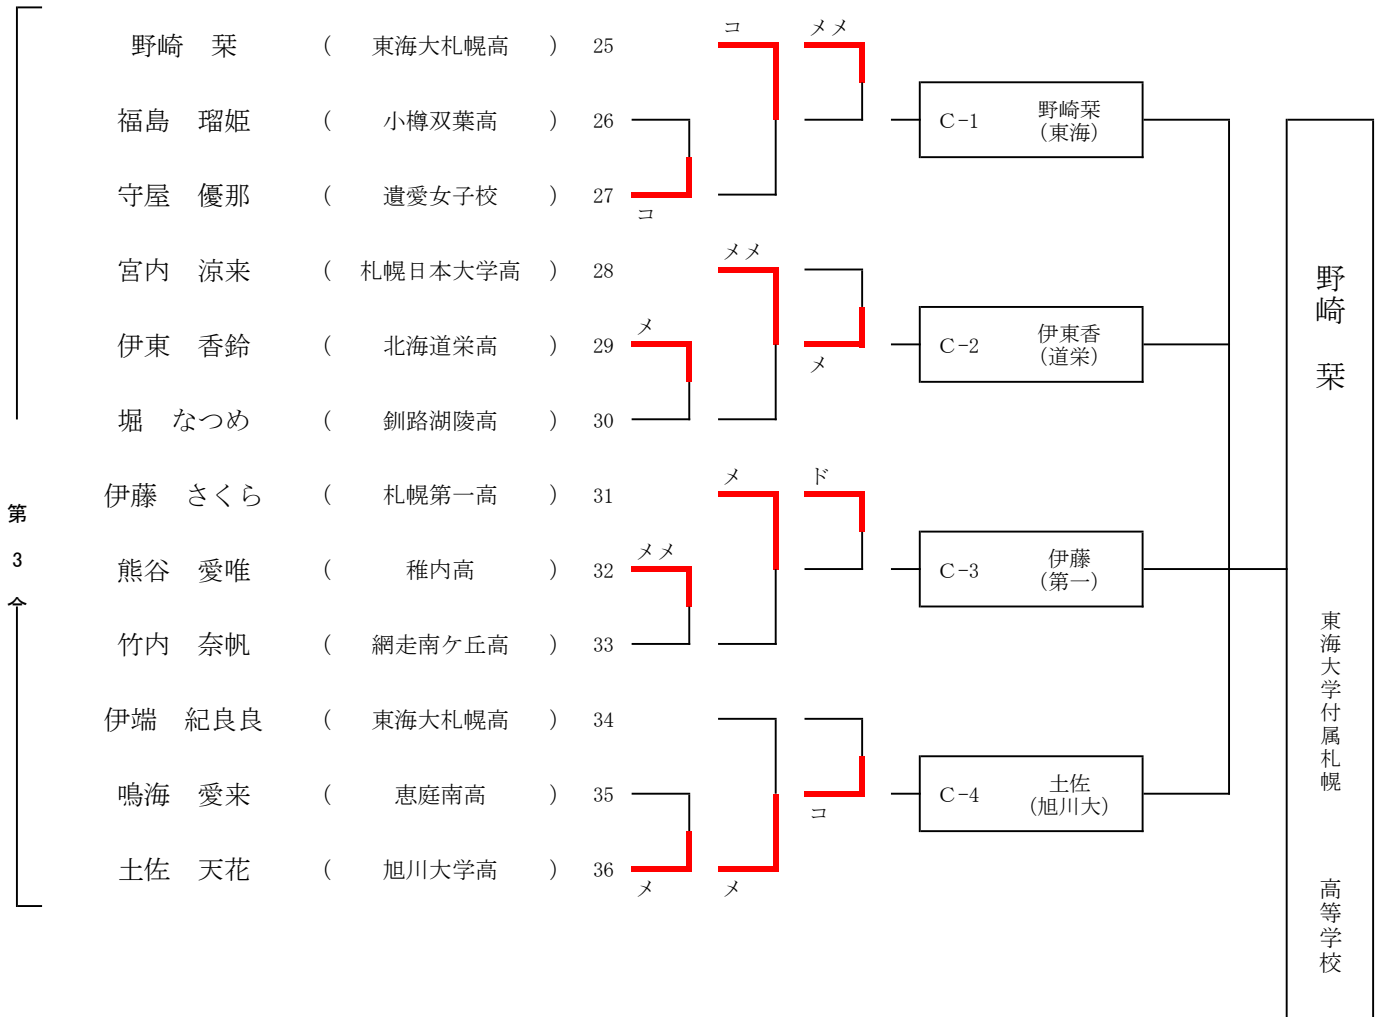 コ メメ
野崎 栞 ( 東海大札幌高 ) 25
福島 瑠姫 ( 小樽双葉高 ) 26
C-1 野崎栞
(東海)
守屋 優那 ( 遺愛女子校 ) 27
コ
メメ
宮内 涼来 ( 札幌日本大学高 ) 28
メ
伊東 香鈴 ( 北海道栄高 ) 29
C-2 伊東香
(道栄)
メ
堀 なつめ ( 釧路湖陵高 ) 30
メ ド
伊藤 さくら ( 札幌第一高 ) 31
メメ
熊谷 愛唯 ( 稚内高 ) 32
C-3 伊藤
(第一)
竹内 奈帆 ( 網走南ケ丘高 ) 33
伊端 紀良良 ( 東海大札幌高 ) 34
鳴海 愛来 ( 恵庭南高 ) 35
C-4 土佐
(旭川大)
コ
土佐 天花 ( 旭川大学高 ) 36
メ メ
第3
野崎 栞
東海大学付属札幌 高等学校